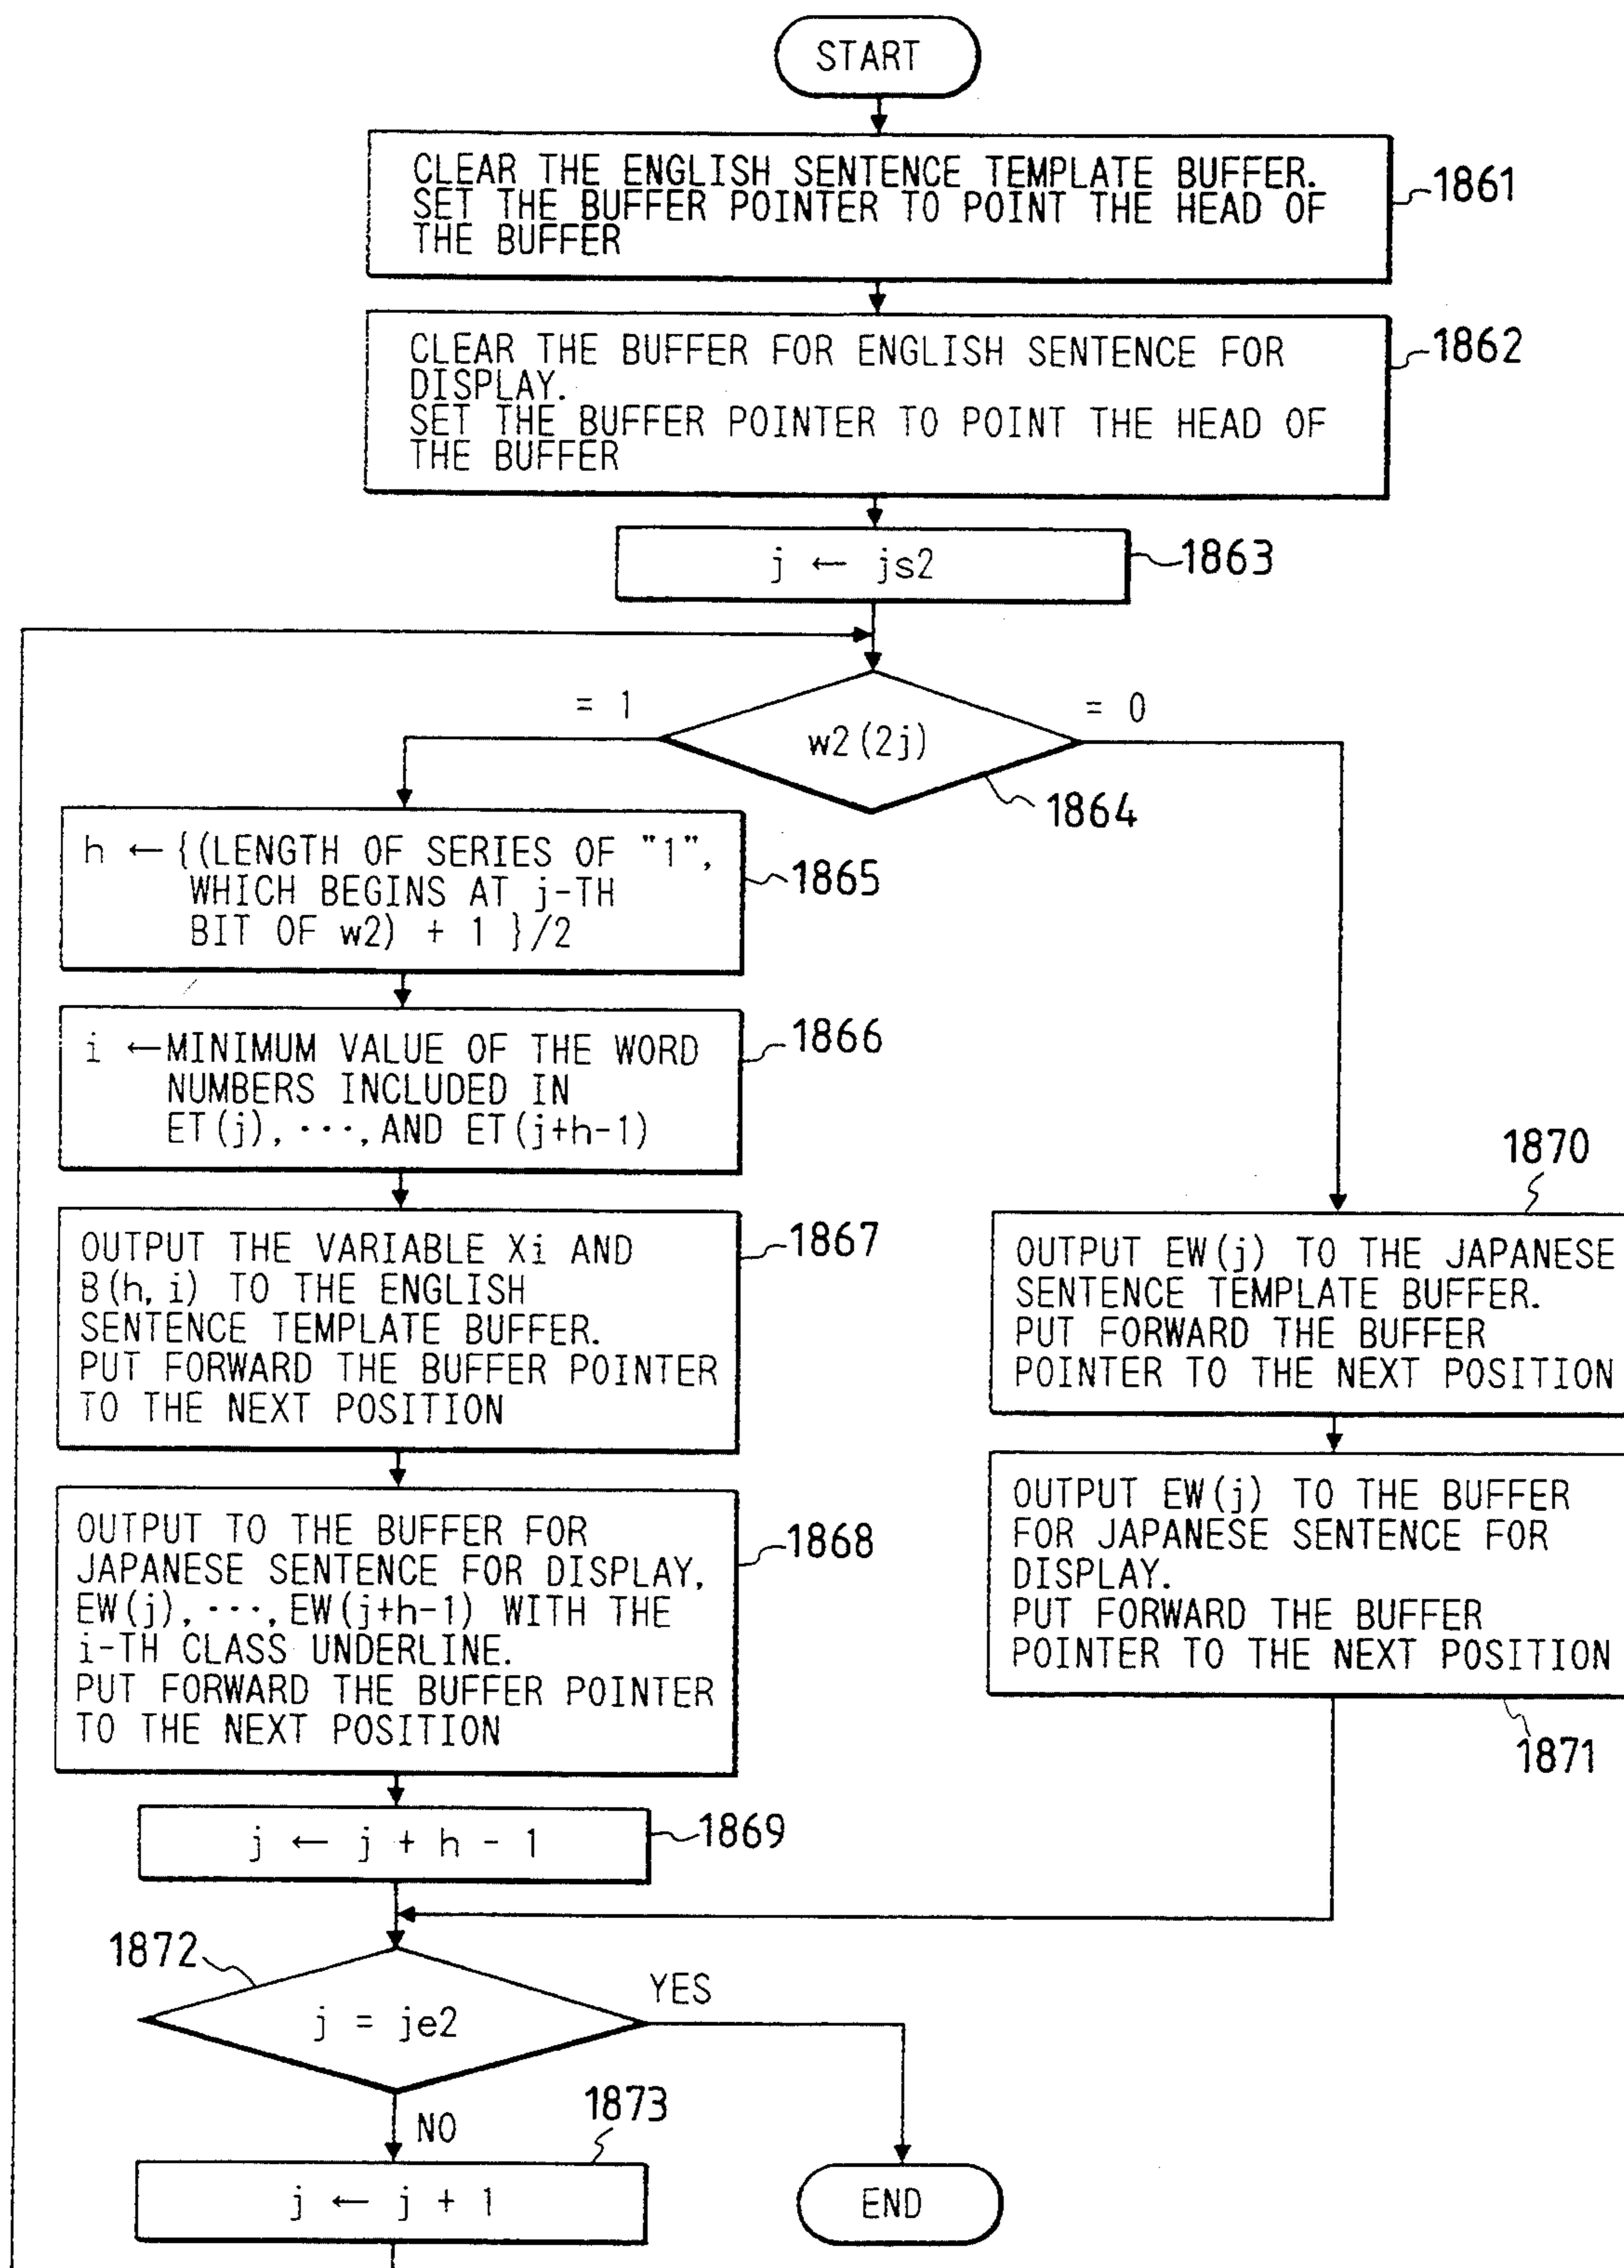 START
CLEAR THE ENGLISH SENTENCE TEMPLATE BUFFER.
SET THE BUFFER POINTER TO POINT THE HEAD OF
THE BUFFER
1861
CLEAR THE BUFFER FOR ENGLISH SENTENCE FOR
DISPLAY.
SET THE BUFFER POINTER TO POINT THE HEAD OF
THE BUFFER
1862
j ← js2
1863
= 1
= 0
w2(2j)
1864
h ← {(LENGTH OF SERIES OF "1",
WHICH BEGINS AT j-TH
BIT OF w2) + 1 }/2
1865
i ← MINIMUM VALUE OF THE WORD
NUMBERS INCLUDED IN
ET(j), ···, AND ET(j+h-1)
1866
OUTPUT THE VARIABLE Xi AND
B(h, i) TO THE ENGLISH
SENTENCE TEMPLATE BUFFER.
PUT FORWARD THE BUFFER POINTER
TO THE NEXT POSITION
1867
1870
OUTPUT EW(j) TO THE JAPANESE
SENTENCE TEMPLATE BUFFER.
PUT FORWARD THE BUFFER
POINTER TO THE NEXT POSITION
OUTPUT TO THE BUFFER FOR
JAPANESE SENTENCE FOR DISPLAY,
EW(j), ···, EW(j+h-1) WITH THE
i-TH CLASS UNDERLINE.
PUT FORWARD THE BUFFER POINTER
TO THE NEXT POSITION
1868
OUTPUT EW(j) TO THE BUFFER
FOR JAPANESE SENTENCE FOR
DISPLAY.
PUT FORWARD THE BUFFER
POINTER TO THE NEXT POSITION
1871
j ← j + h - 1
1869
1872
j = je2
YES
NO
1873
j ← j + 1
END